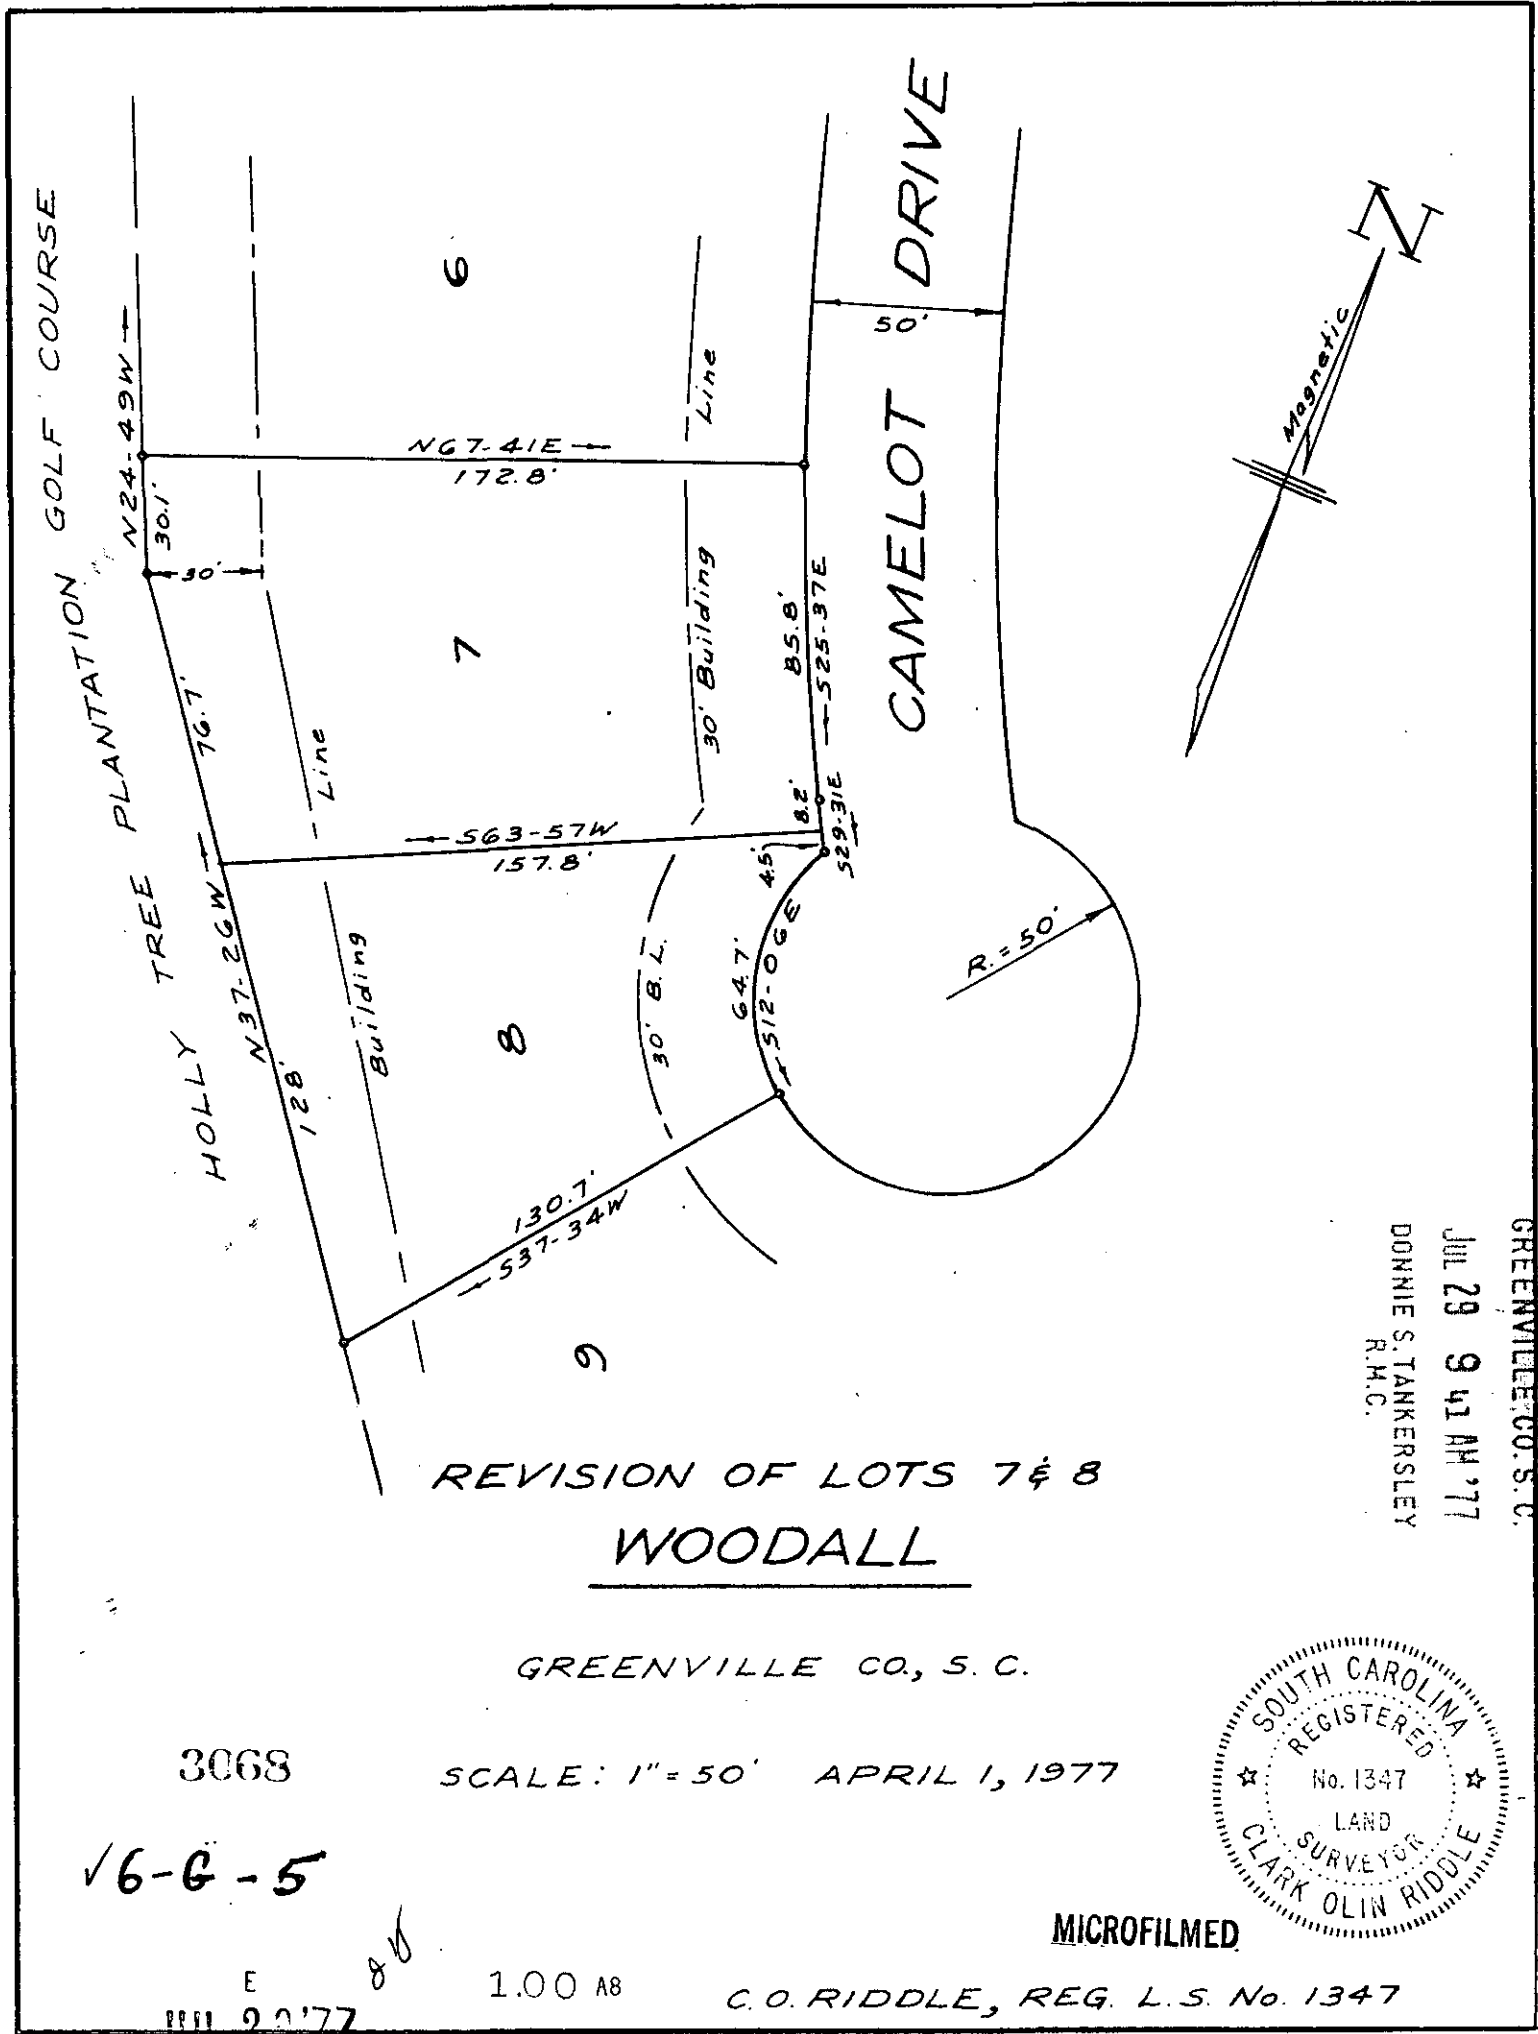 HOLLY TREE PLANTATION GOLF COURSE
N24-49W
30.1'
30'
6
N67-41E
172.8'
Line
50'
CAMELOT DRIVE
N
Magnetic
7
76.7'
Line
30' Building
85.8'
S25-37E
8.2'
S29-31E
4.5'
S63-57W
157.8'
N37-26W
128'
Building
8
30' B.L.
64.7'
S12-06E
R.=50'
130.7'
S37-34W
9
GREENVILLE CO. S. C.
JUL 29 9 41 AM '77
DONNIE S. TANKERSLEY
R.M.C.
REVISION OF LOTS 7 & 8
WOODALL
GREENVILLE CO., S. C.
3068
SCALE: 1"=50' APRIL 1, 1977
SOUTH CAROLINA
REGISTERED
No. 1347
LAND
SURVEYOR
CLARK OLIN RIDDLE
√6-G-5
MICROFILMED
E
1.00 A8
C.O. RIDDLE, REG. L.S. No. 1347
'77